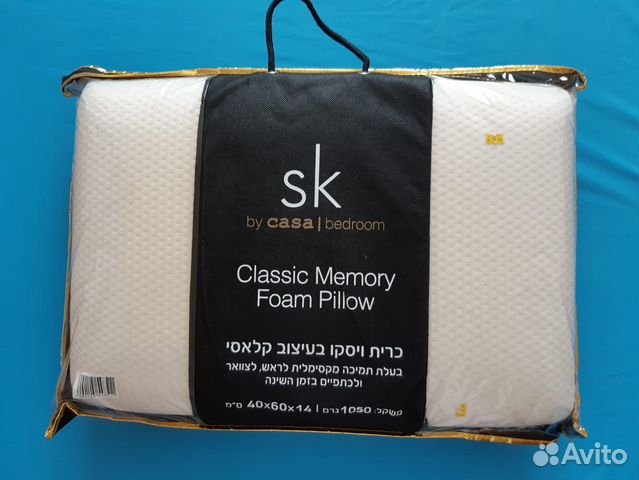 sk
by casa | bedroom
Classic Memory
Foam Pillow
כרית ויסקו בעיצוב קלאסי
בעלת תמיכה מקסימלית לראש, לצוואר
ולכתפיים בזמן השינה
משקל: 1050 גרם | 40x60x14 ס"מ
Avito